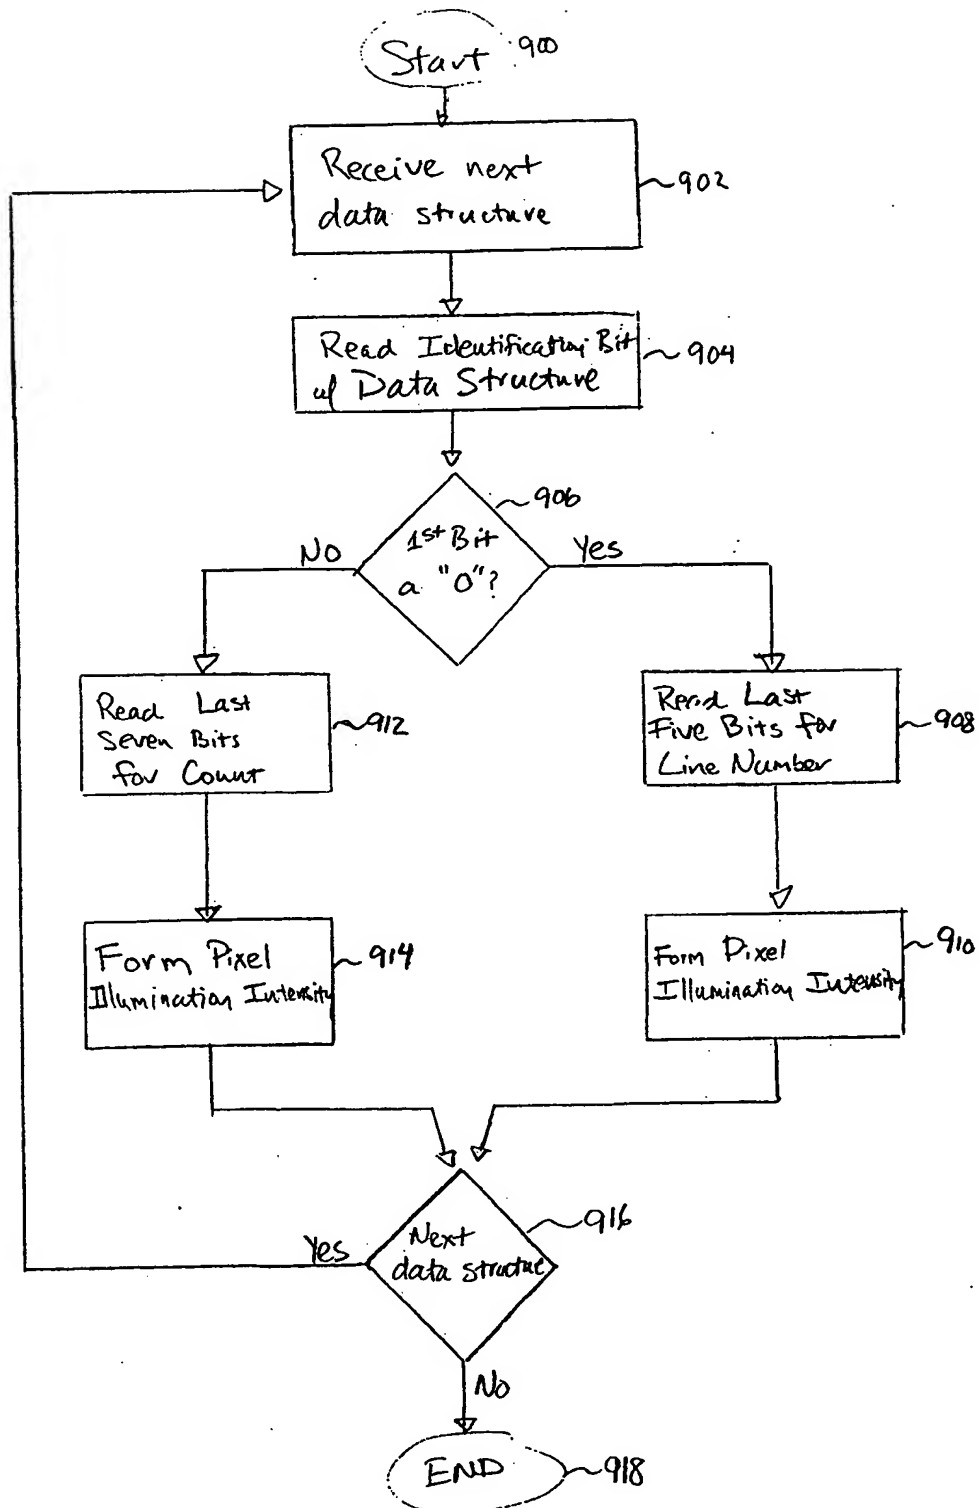 Start 900
Receive next
data structure
902
Read Identification Bit
w/ Data Structure
904
906
1st Bit
a "0"?
No
Yes
Read Last
Seven Bits
for Count
912
Read Last
Five Bits for
Line Number
908
Form Pixel
Illumination Intensity
914
Form Pixel
Illumination Intensity
910
916
Next
data structure
Yes
No
END
918